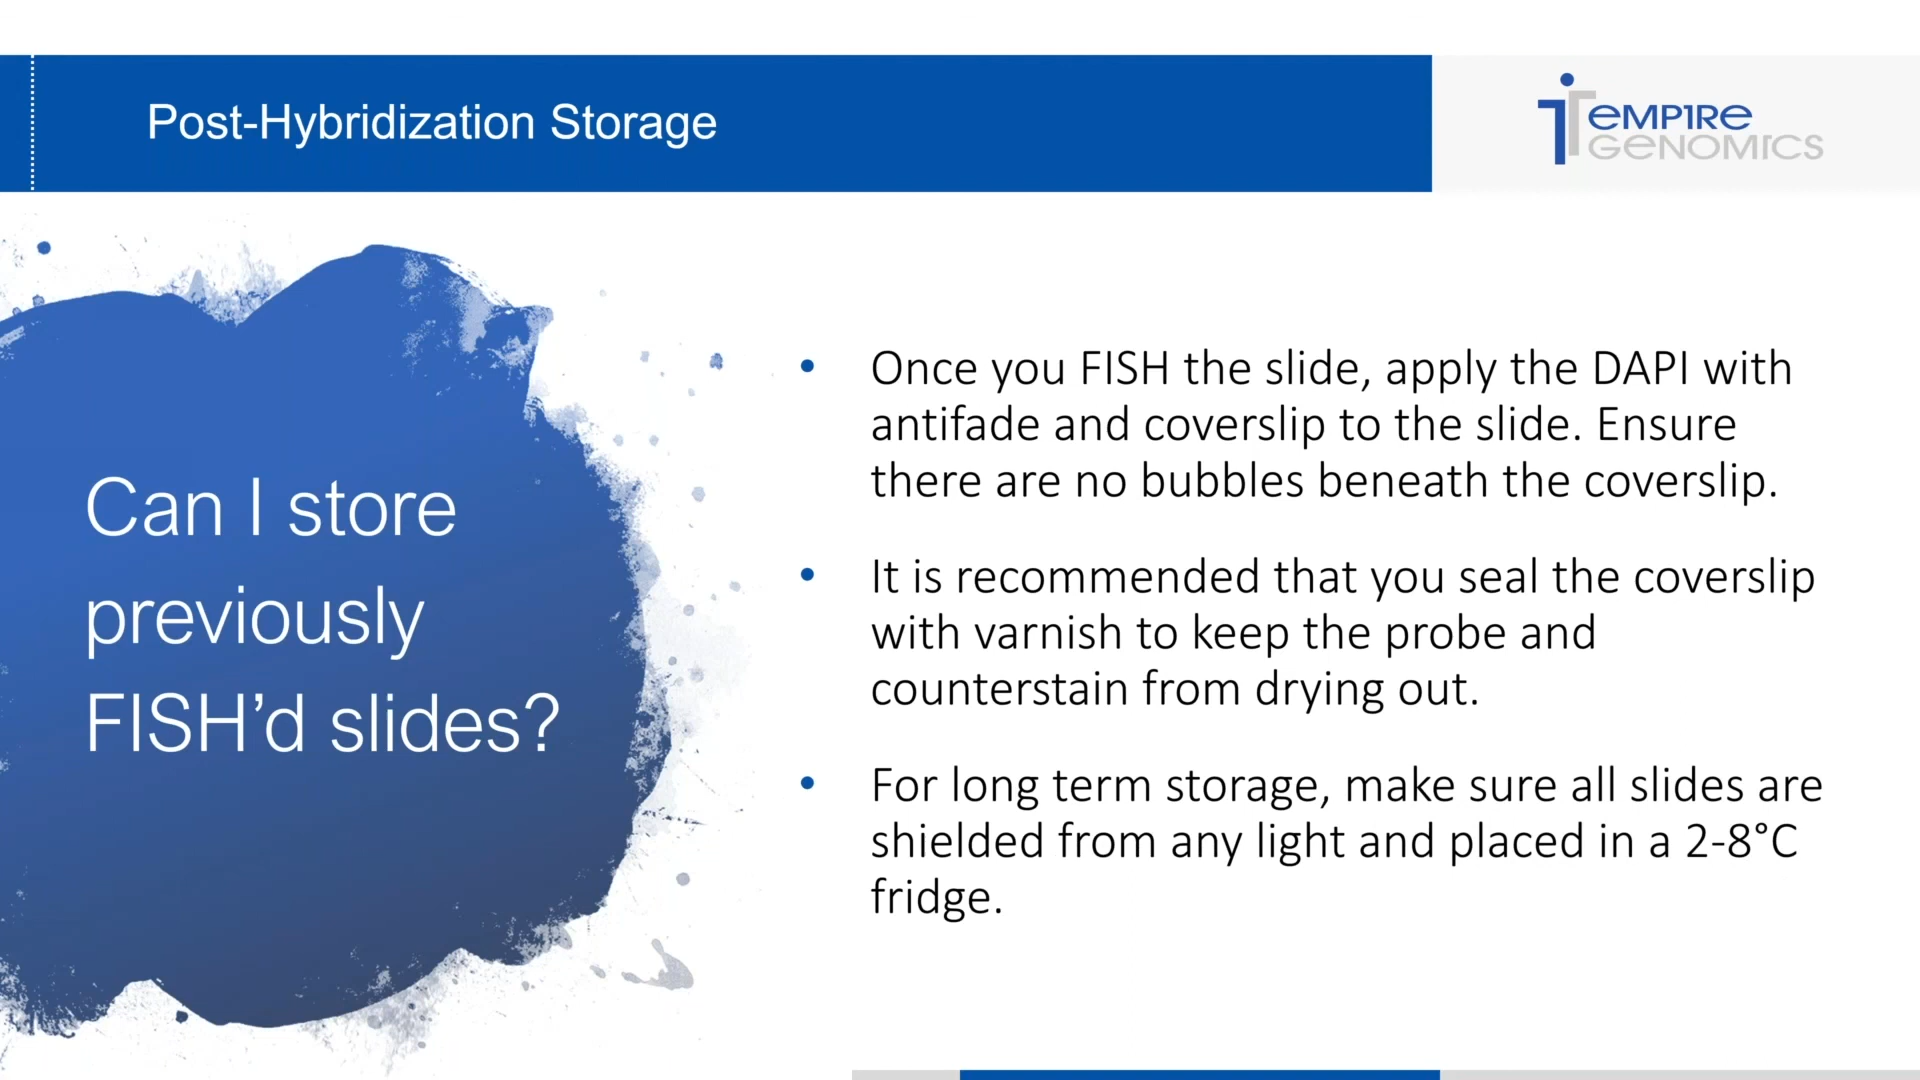 Post-Hybridization Storage
EMPIRE
GENOMICS
Can I store
previously
FISH’d slides?
• Once you FISH the slide, apply the DAPI with
antifade and coverslip to the slide. Ensure
there are no bubbles beneath the coverslip.
• It is recommended that you seal the coverslip
with varnish to keep the probe and
counterstain from drying out.
• For long term storage, make sure all slides are
shielded from any light and placed in a 2-8°C
fridge.